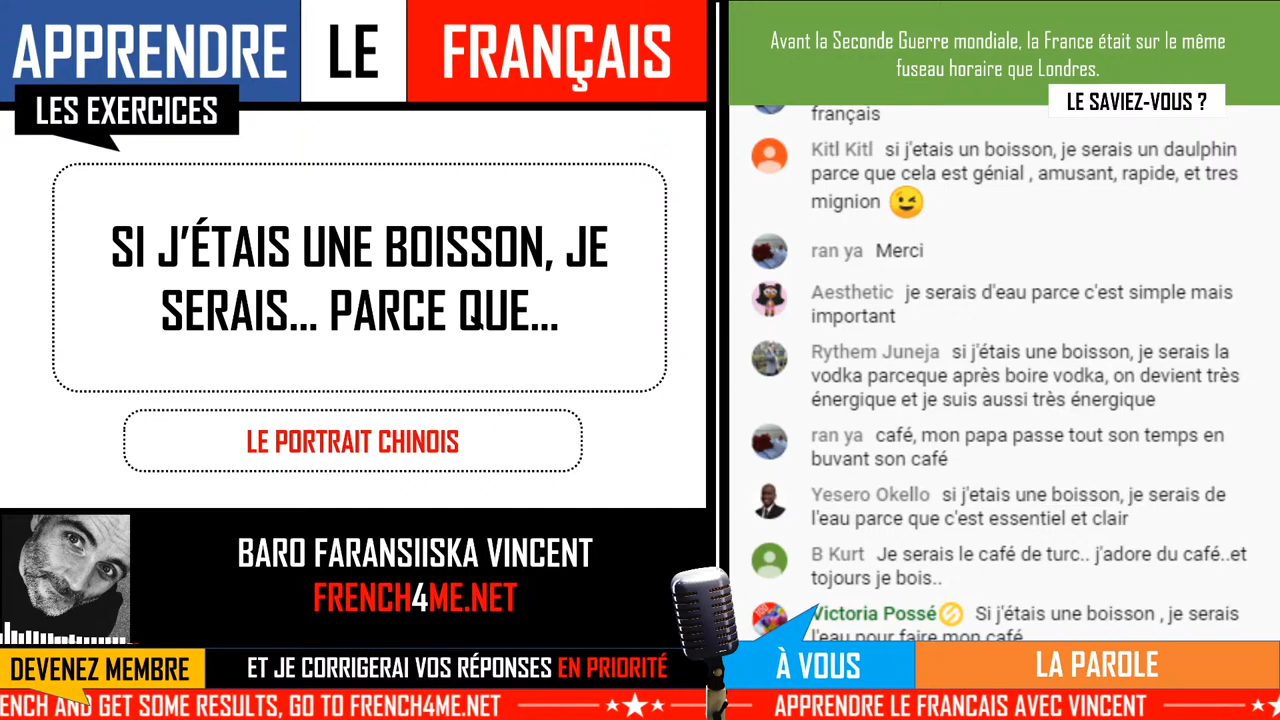 APPRENDRE LE FRANÇAIS
LES EXERCICES
SI J'ÉTAIS UNE BOISSON, JE
SERAIS... PARCE QUE...
LE PORTRAIT CHINOIS
BARO FARANSIISKA VINCENT
FRENCH4ME.NET
DEVENEZ MEMBRE
ET JE CORRIGERAI VOS RÉPONSES EN PRIORITÉ
Avant la Seconde Guerre mondiale, la France était sur le même
fuseau horaire que Londres.
LE SAVIEZ-VOUS ?
français
Kitl Kitl si j'etais un boisson, je serais un daulphin
parce que cela est génial , amusant, rapide, et tres
mignion
ran ya Merci
Aesthetic je serais d'eau parce c'est simple mais
important
Rythem Juneja si j'étais une boisson, je serais la
vodka parceque après boire vodka, on devient très
énergique et je suis aussi très énergique
ran ya café, mon papa passe tout son temps en
buvant son café
Yesero Okello si j'etais une boisson, je serais de
l'eau parce que c'est essentiel et clair
B Kurt Je serais le café de turc.. j'adore du café..et
tojours je bois..
Victoria Possé Si j'étais une boisson , je serais
l'eau pour faire mon café
À VOUS
LA PAROLE
ENCH AND GET SOME RESULTS, GO TO FRENCH4ME.NET
APPRENDRE LE FRANCAIS AVEC VINCENT